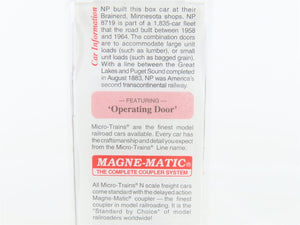 Car Information
NP built this box car at their
Brainerd, Minnesota shops. NP
8719 is part of a 1,835-car fleet
that the road built between 1958
and 1964. The combination doors
are to accommodate large unit
loads (such as lumber), or small
unit loads (such as bagged grain).
With a line between the Great
Lakes and Puget Sound completed
in August 1883, NP was America's
second transcontinental railway.
— FEATURING —
'Operating Door'
Micro-Trains® are the finest model
railroad cars available. Every car has
the craftsmanship and detail you expect
from the Micro-Trains® Line name.
MAGNE-MATIC®
THE COMPLETE COUPLER SYSTEM
All Micro-Trains® N scale freight cars
come standard with the delayed action
Magne-Matic® coupler — the finest
coupler in model railroading. It is the
"Standard by Choice" of model
railroaders worldwide!